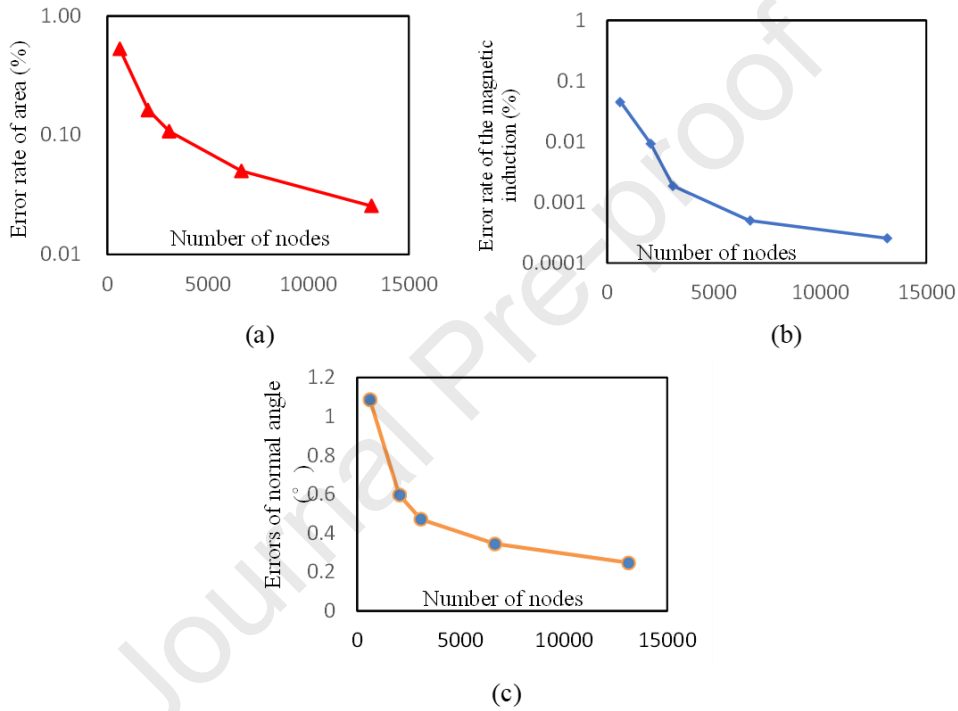 1.00
0.10
0.01
Error rate of area (%)
Number of nodes
0
5000
10000
15000
(a)
1
0.1
0.01
0.001
0.0001
Error rate of the magnetic
induction (%)
Number of nodes
0
5000
10000
15000
(b)
1.2
1
0.8
0.6
0.4
0.2
0
Errors of normal angle
(°)
Number of nodes
0
5000
10000
15000
(c)
Journal Pre-proof